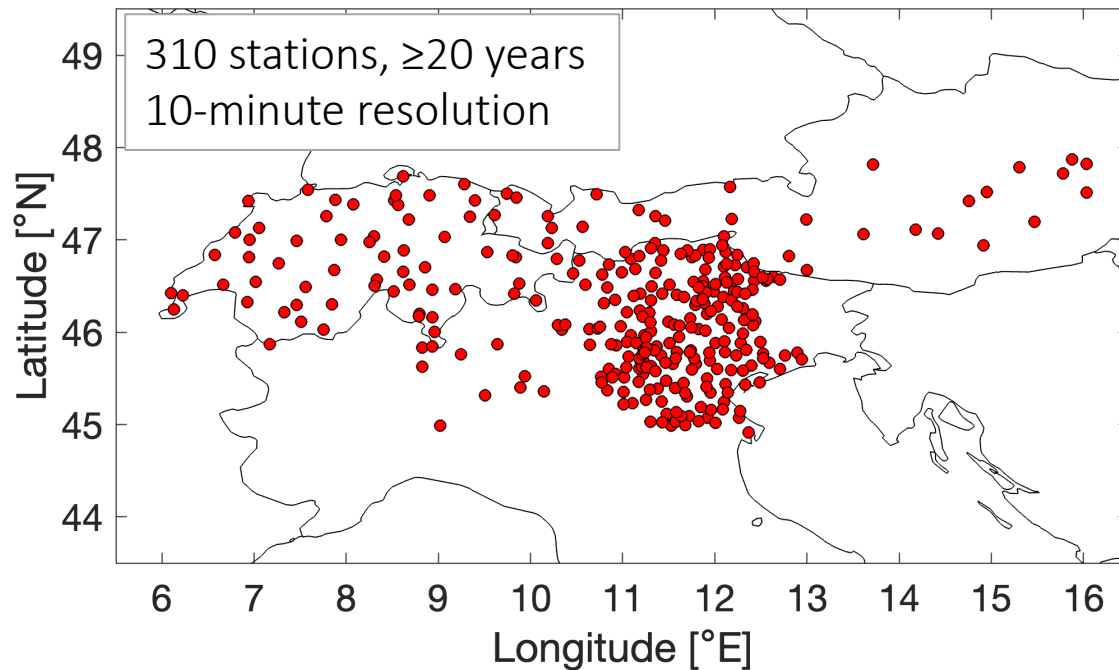 310 stations, ≥20 years
10-minute resolution
49
48
47
46
45
44
Latitude [°N]
6 7 8 9 10 11 12 13 14 15 16
Longitude [°E]